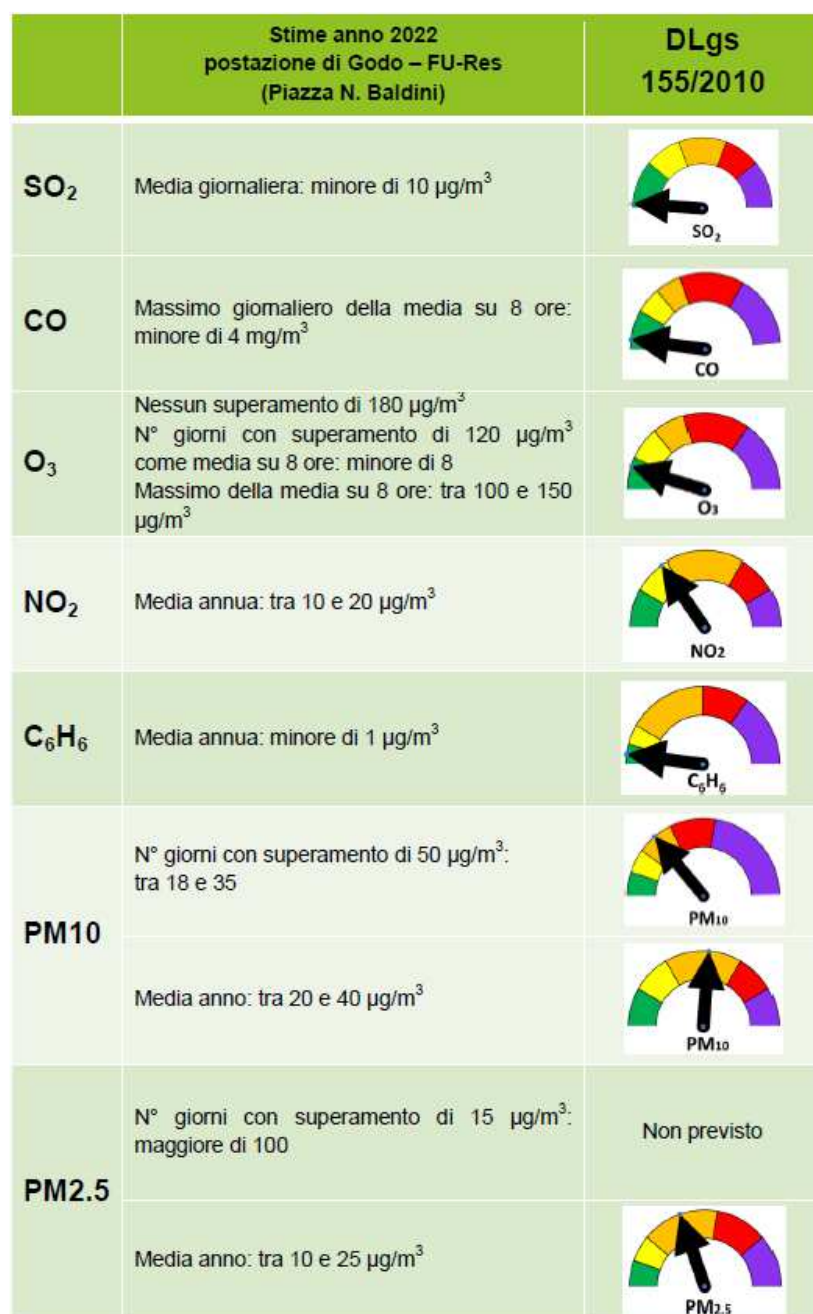 Stime anno 2022
postazione di Godo – FU-Res
(Piazza N. Baldini)
DLgs
155/2010
SO₂
Media giornaliera: minore di 10 µg/m³
SO₂
CO
Massimo giornaliero della media su 8 ore:
minore di 4 mg/m³
CO
O₃
Nessun superamento di 180 µg/m³
N° giorni con superamento di 120 µg/m³
come media su 8 ore: minore di 8
Massimo della media su 8 ore: tra 100 e 150
µg/m³
O₃
NO₂
Media annua: tra 10 e 20 µg/m³
NO₂
C₆H₆
Media annua: minore di 1 µg/m³
C₆H₆
PM10
N° giorni con superamento di 50 µg/m³:
tra 18 e 35
PM₁₀
Media anno: tra 20 e 40 µg/m³
PM₁₀
PM2.5
N° giorni con superamento di 15 µg/m³:
maggiore di 100
Non previsto
Media anno: tra 10 e 25 µg/m³
PM₂.₅